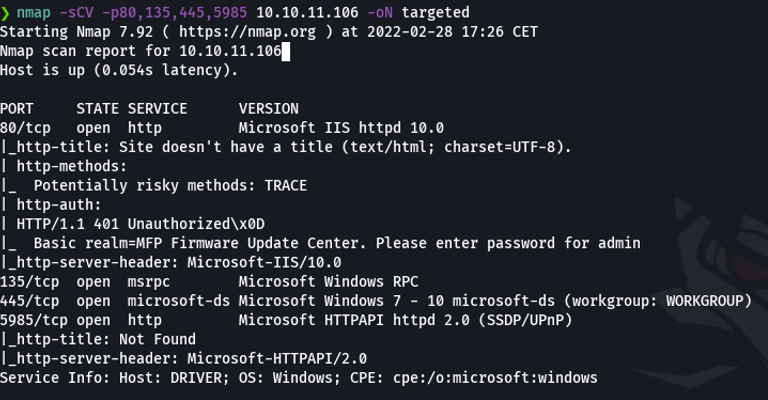 ❯ nmap -sCV -p80,135,445,5985 10.10.11.106 -oN targeted
Starting Nmap 7.92 ( https://nmap.org ) at 2022-02-28 17:26 CET
Nmap scan report for 10.10.11.106
Host is up (0.054s latency).

PORT     STATE SERVICE      VERSION
80/tcp   open  http         Microsoft IIS httpd 10.0
|_http-title: Site doesn't have a title (text/html; charset=UTF-8).
| http-methods:
|_  Potentially risky methods: TRACE
| http-auth:
| HTTP/1.1 401 Unauthorized\x0D
|_  Basic realm=MFP Firmware Update Center. Please enter password for admin
|_http-server-header: Microsoft-IIS/10.0
135/tcp  open  msrpc        Microsoft Windows RPC
445/tcp  open  microsoft-ds Microsoft Windows 7 - 10 microsoft-ds (workgroup: WORKGROUP)
5985/tcp open  http         Microsoft HTTPAPI httpd 2.0 (SSDP/UPnP)
|_http-title: Not Found
|_http-server-header: Microsoft-HTTPAPI/2.0
Service Info: Host: DRIVER; OS: Windows; CPE: cpe:/o:microsoft:windows